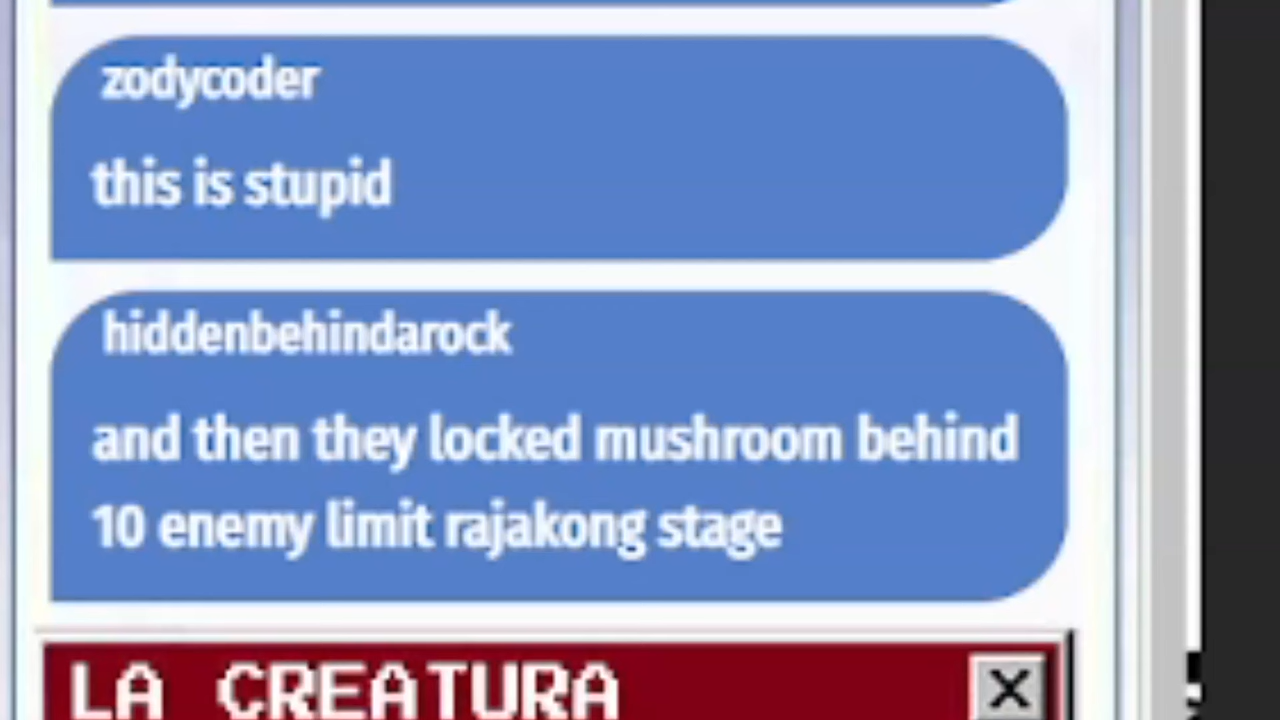 zodycoder
this is stupid
hiddenbehindarock
and then they locked mushroom behind
10 enemy limit rajakong stage
LA CREATURA
X